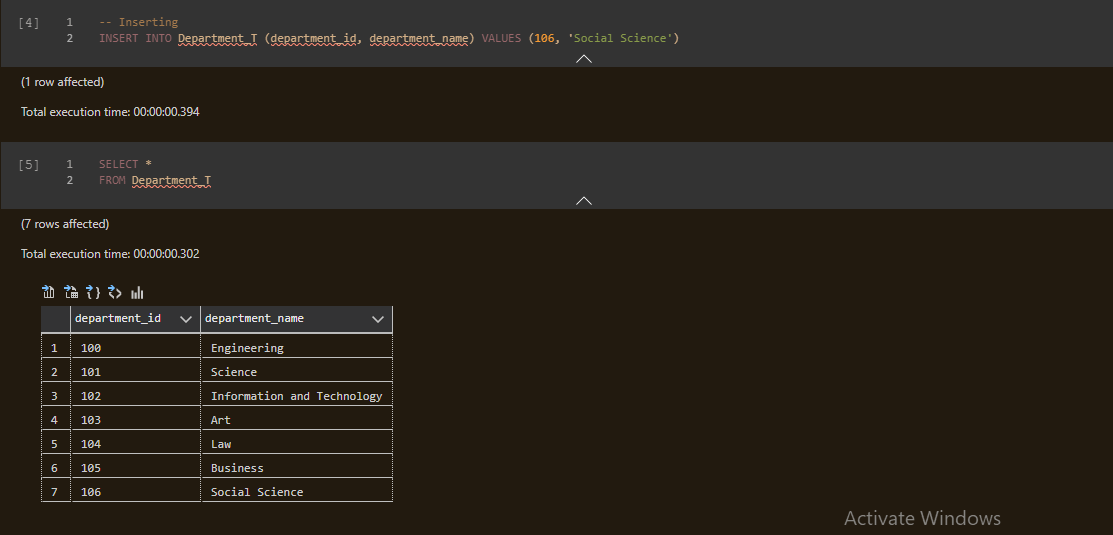 [4] 1 -- Inserting
2 INSERT INTO Department_T (department_id, department_name) VALUES (106, 'Social Science')
(1 row affected)
Total execution time: 00:00:00.394
[5] 1 SELECT *
2 FROM Department_T
(7 rows affected)
Total execution time: 00:00:00.302
department_id department_name
1 100 Engineering
2 101 Science
3 102 Information and Technology
4 103 Art
5 104 Law
6 105 Business
7 106 Social Science
Activate Windows